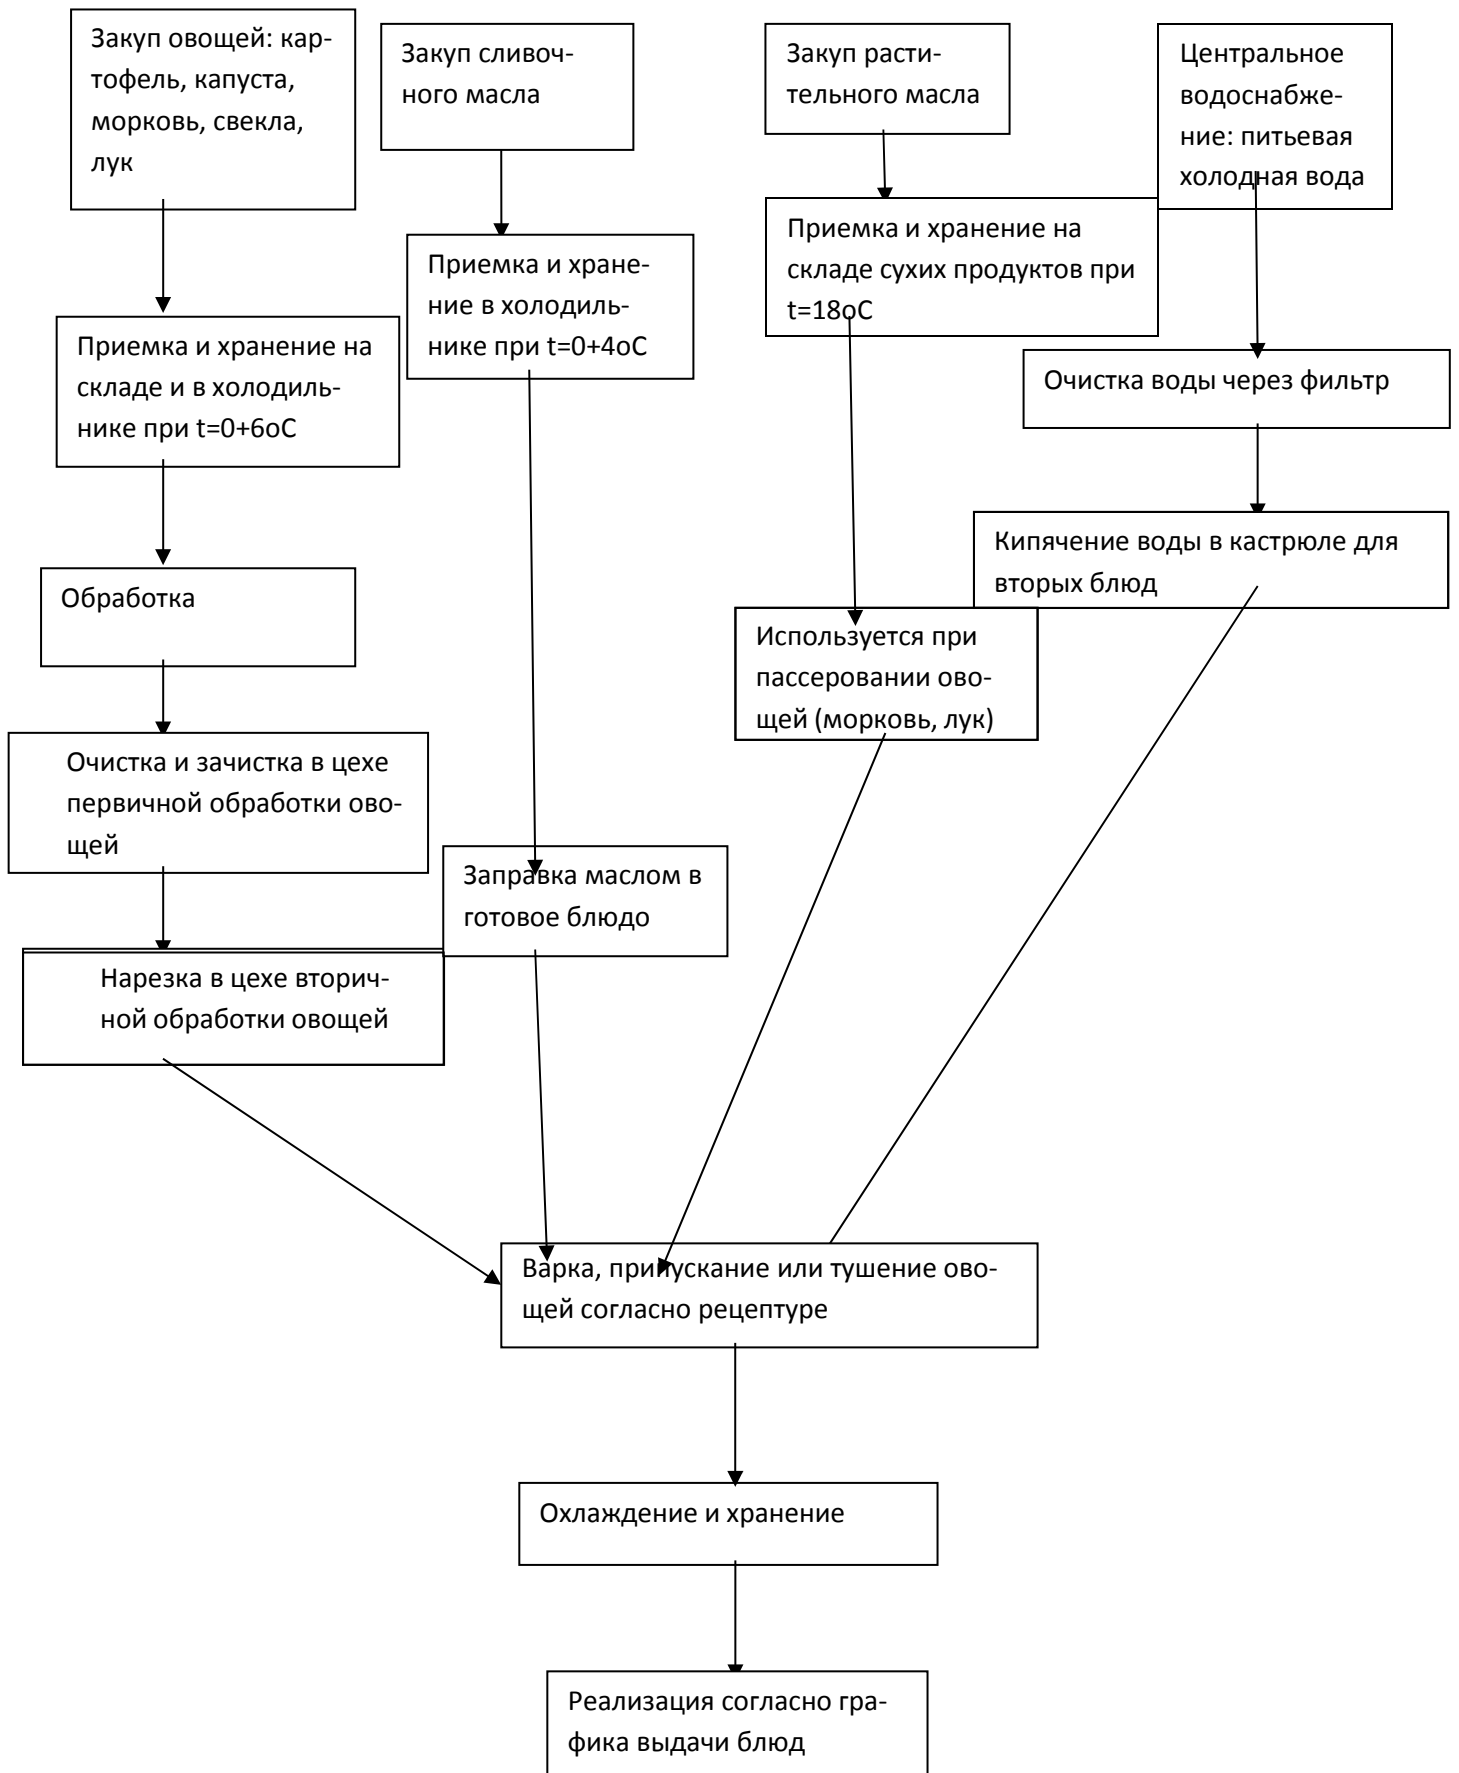 Закуп овощей: кар-
тофель, капуста,
морковь, свекла,
лук
Закуп сливоч-
ного масла
Закуп расти-
тельного масла
Центральное
водоснабже-
ние: питьевая
холодная вода
Приемка и хранение на
складе и в холодиль-
нике при t=0+6оС
Приемка и хране-
ние в холодиль-
нике при t=0+4оС
Приемка и хранение на
складе сухих продуктов при
t=18оС
Очистка воды через фильтр
Кипячение воды в кастрюле для
вторых блюд
Обработка
Используется при
пассеровании ово-
щей (морковь, лук)
Очистка и зачистка в цехе
первичной обработки ово-
щей
Заправка маслом в
готовое блюдо
Нарезка в цехе вторич-
ной обработки овощей
Варка, припускание или тушение ово-
щей согласно рецептуре
Охлаждение и хранение
Реализация согласно гра-
фика выдачи блюд